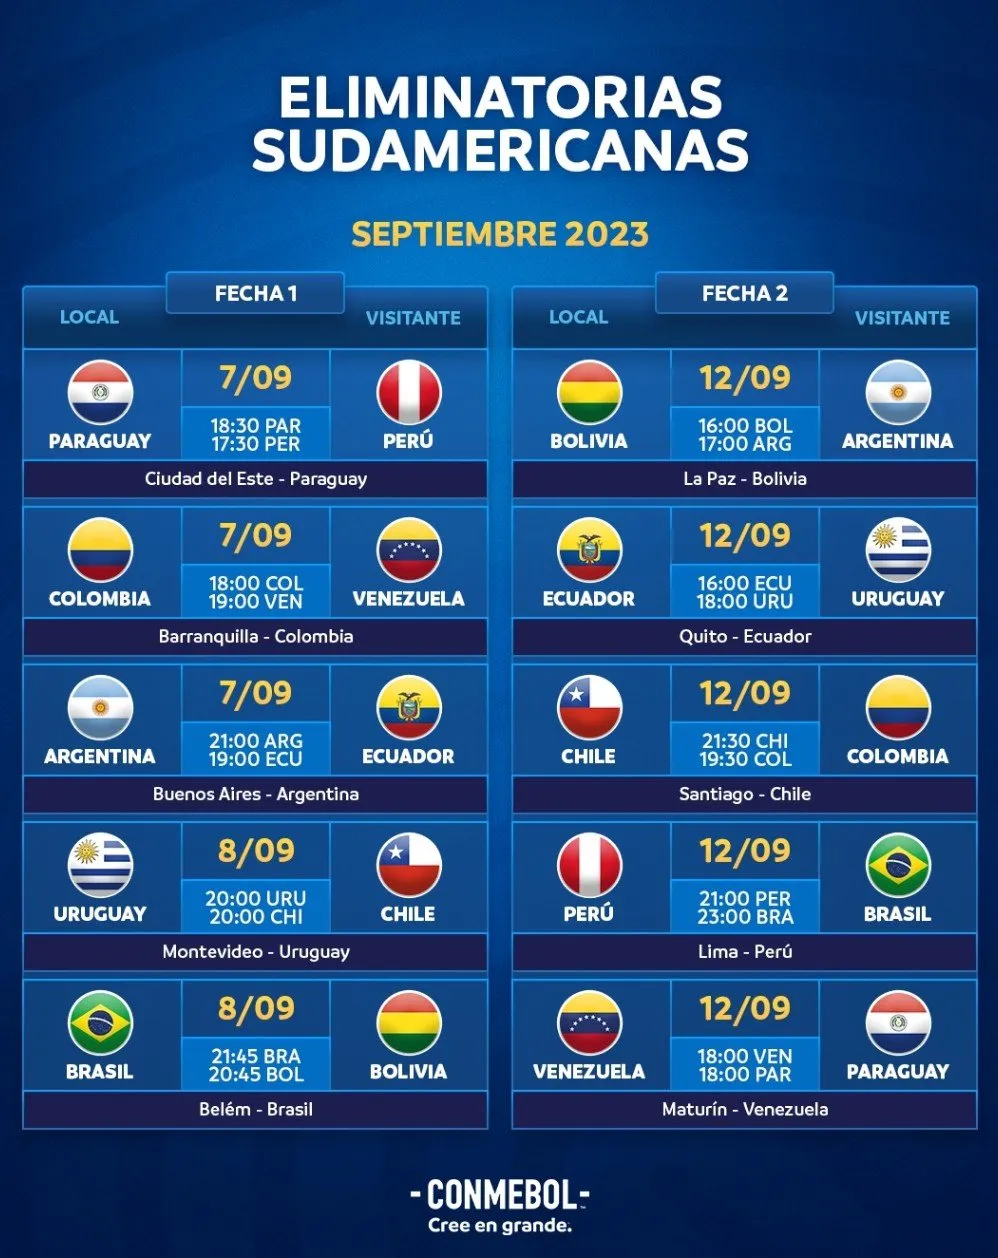 ELIMINATORIAS
SUDAMERICANAS
SEPTIEMBRE 2023
FECHA 1
LOCAL
VISITANTE
PARAGUAY
7/09
18:30 PAR
17:30 PER
PERÚ
Ciudad del Este - Paraguay
COLOMBIA
7/09
18:00 COL
19:00 VEN
VENEZUELA
Barranquilla - Colombia
ARGENTINA
7/09
21:00 ARG
19:00 ECU
ECUADOR
Buenos Aires - Argentina
URUGUAY
8/09
20:00 URU
20:00 CHI
CHILE
Montevideo - Uruguay
BRASIL
8/09
21:45 BRA
20:45 BOL
BOLIVIA
Belém - Brasil
FECHA 2
LOCAL
VISITANTE
BOLIVIA
12/09
16:00 BOL
17:00 ARG
ARGENTINA
La Paz - Bolivia
ECUADOR
12/09
16:00 ECU
18:00 URU
URUGUAY
Quito - Ecuador
CHILE
12/09
21:30 CHI
19:30 COL
COLOMBIA
Santiago - Chile
PERÚ
12/09
21:00 PER
23:00 BRA
BRASIL
Lima - Perú
VENEZUELA
12/09
18:00 VEN
18:00 PAR
PARAGUAY
Maturín - Venezuela
-CONMEBOL-
Cree en grande.